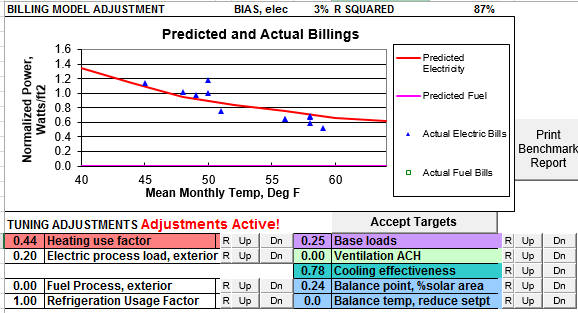 BILLING MODEL ADJUSTMENT BIAS, elec 3% R SQUARED 87%
Predicted and Actual Billings
Normalized Power,
Watts/ft2
1.6
1.4
1.2
1.0
0.8
0.6
0.4
0.2
0.0
40 45 50 55 60
Mean Monthly Temp, Deg F
Predicted
Electricity
Predicted Fuel
Actual Electric Bills
Actual Fuel Bills
Print
Benchmark
Report
TUNING ADJUSTMENTS Adjustments Active! Accept Targets
0.44 Heating use factor R Up Dn 0.25 Base loads R Up Dn
0.20 Electric process load, exterior R Up Dn 0.00 Ventilation ACH R Up Dn
0.78 Cooling effectiveness R Up Dn
0.00 Fuel Process, exterior R Up Dn 0.24 Balance point, %solar area R Up Dn
1.00 Refrigeration Usage Factor R Up Dn 0.0 Balance temp, reduce setpt R Up Dn